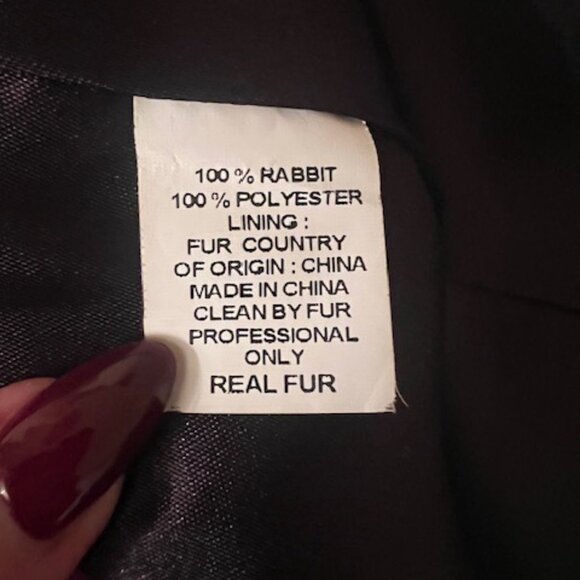 100 % RABBIT
100 % POLYESTER
LINING :
FUR COUNTRY
OF ORIGIN : CHINA
MADE IN CHINA
CLEAN BY FUR
PROFESSIONAL
ONLY
REAL FUR